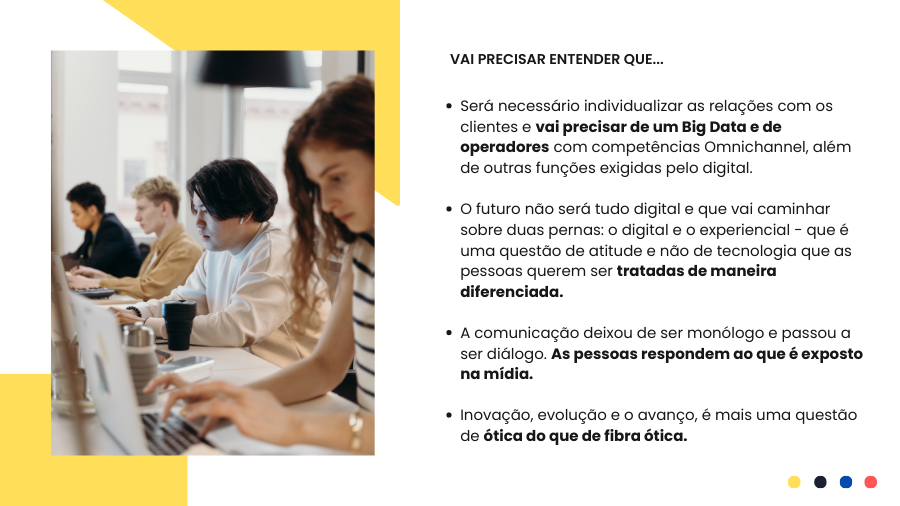 VAI PRECISAR ENTENDER QUE...
• Será necessário individualizar as relações com os
clientes e vai precisar de um Big Data e de
operadores com competências Omnichannel, além
de outras funções exigidas pelo digital.
• O futuro não será tudo digital e que vai caminhar
sobre duas pernas: o digital e o experiencial - que é
uma questão de atitude e não de tecnologia que as
pessoas querem ser tratadas de maneira
diferenciada.
• A comunicação deixou de ser monólogo e passou a
ser diálogo. As pessoas respondem ao que é exposto
na mídia.
• Inovação, evolução e o avanço, é mais uma questão
de ótica do que de fibra ótica.